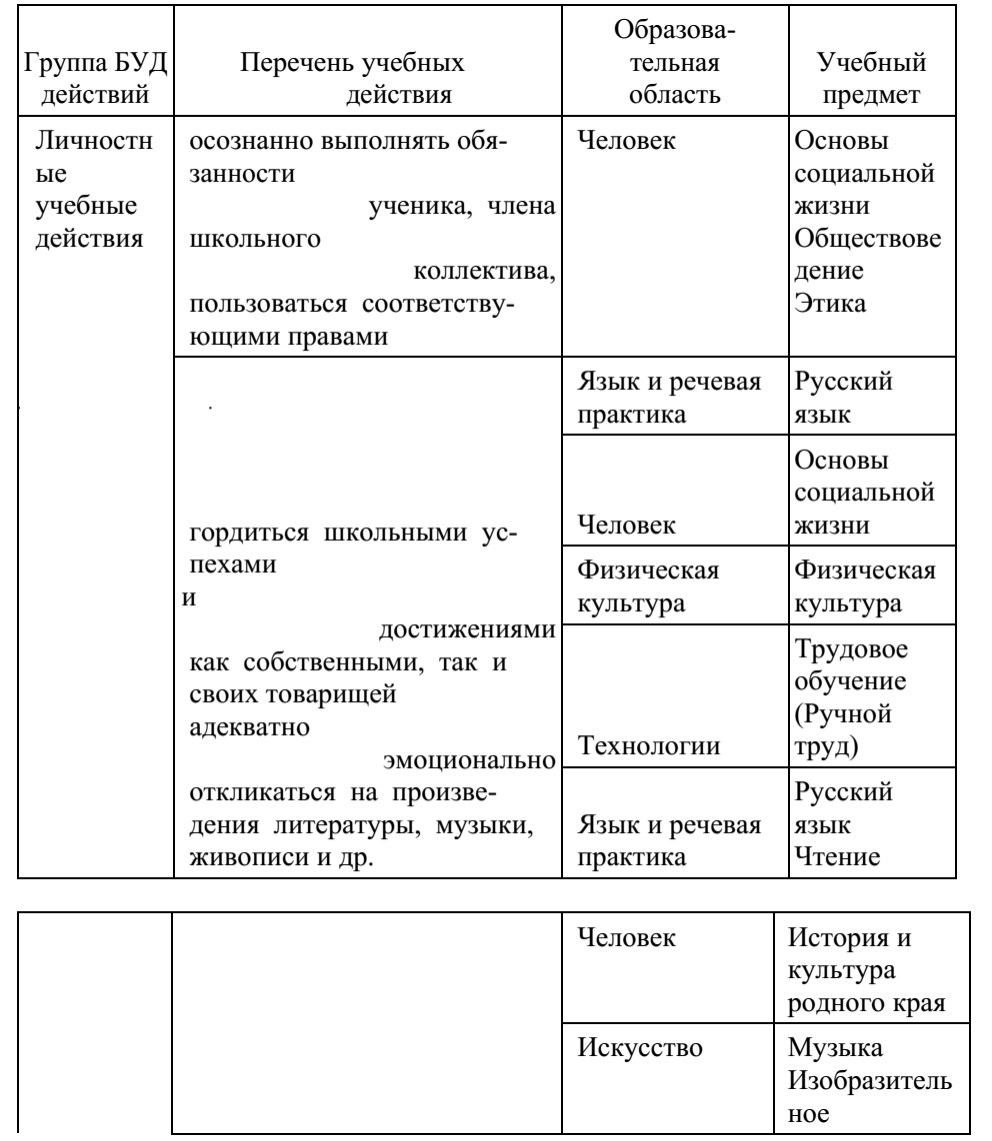 Группа БУД
действий
Перечень учебных
действия
Образова-
тельная
область
Учебный
предмет
Личностн
ые
учебные
действия
осознанно выполнять обя-
занности
ученика, члена
школьного
коллектива,
пользоваться соответству-
ющими правами
Человек
Основы
социальной
жизни
Обществове
дение
Этика
гордиться школьными ус-
пехами
и
достижениями
как собственными, так и
своих товарищей
адекватно
эмоционально
откликаться на произве-
дения литературы, музыки,
живописи и др.
Язык и речевая
практика
Русский
язык
Человек
Основы
социальной
жизни
Физическая
культура
Физическая
культура
Технологии
Трудовое
обучение
(Ручной
труд)
Язык и речевая
практика
Русский
язык
Чтение
Человек
История и
культура
родного края
Искусство
Музыка
Изобразитель
ное